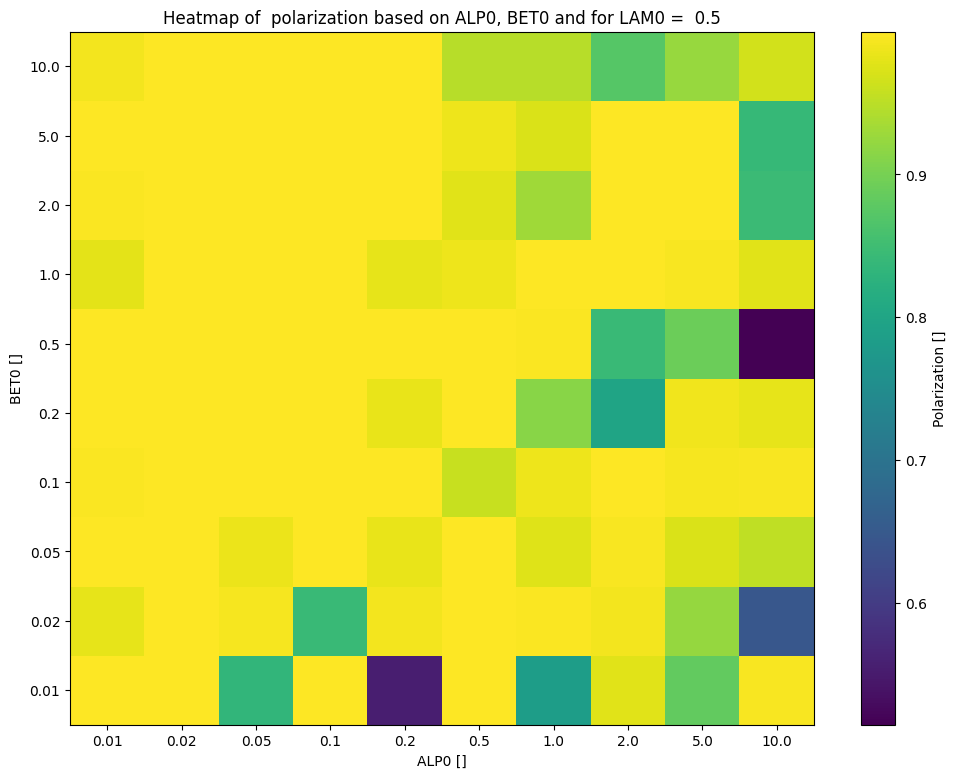 Heatmap of  polarization based on ALP0, BET0 and for LAM0 =  0.5
10.0
5.0
2.0
1.0
0.5
0.2
0.1
0.05
0.02
0.01
BET0 []
0.01 0.02 0.05 0.1 0.2 0.5 1.0 2.0 5.0 10.0
ALP0 []
0.9
0.8
0.7
0.6
Polarization []